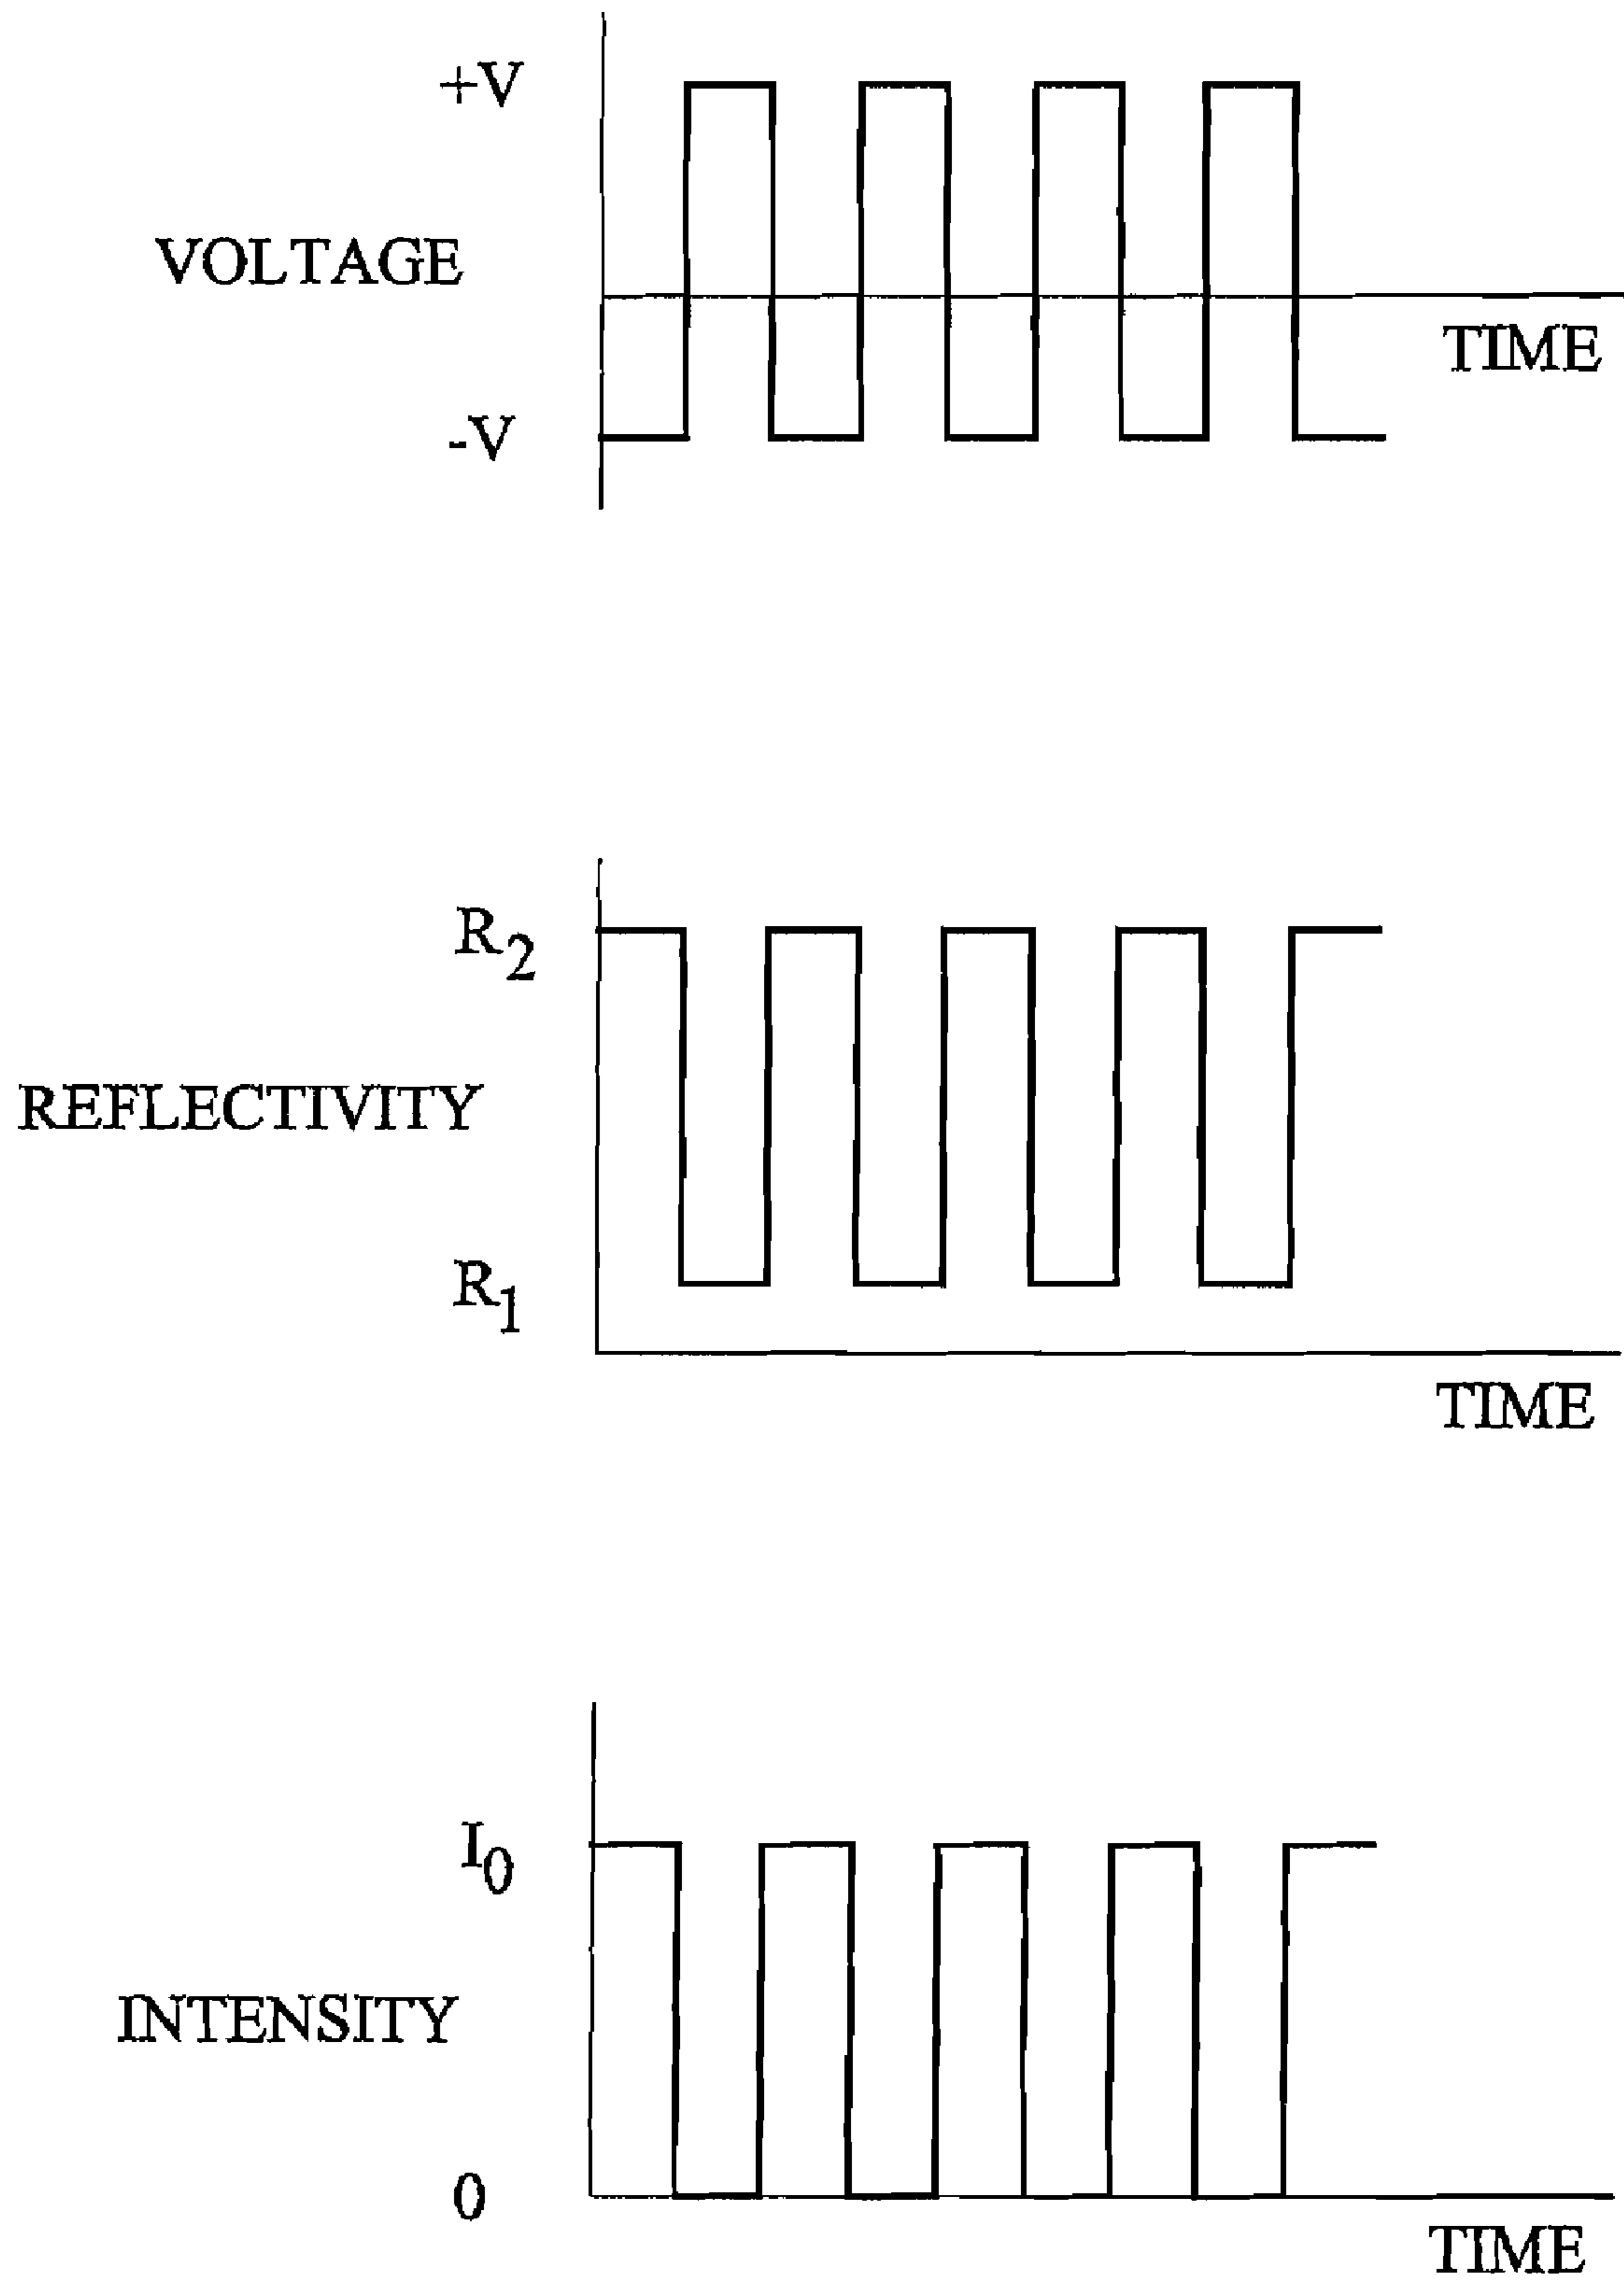 +V
VOLTAGE
TIME
-V
R2
REFLECTIVITY
R1
TIME
I0
INTENSITY
0
TIME